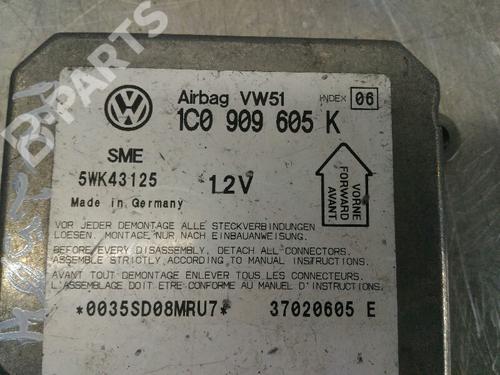 B-PARTS
Airbag VW51
INDEX 06
1C0 909 605 K
SME
5WK43125
12V
Made in Germany
VORNE
FORWARD
AVANT
VOR JEDER DEMONTAGE ALLE STECKVERBINDUNGEN
LOESEN. MONTAGE NUR NACH EINBAUANWEISUNG.
BEFORE EVERY DISASSEMBLY, DETACH ALL CONNECTORS.
ASSEMBLE STRICTLY ACCORDING TO MANUAL INSTRUCTIONS.
AVANT TOUT DEMONTAGE ENLEVER TOUS LES CONNECTEURS.
L'ASSEMBLAGE DOIT ETRE CONFORME AU MANUEL D'INSTRUCTIONS
*0035SD08MRU7* 37020605 E